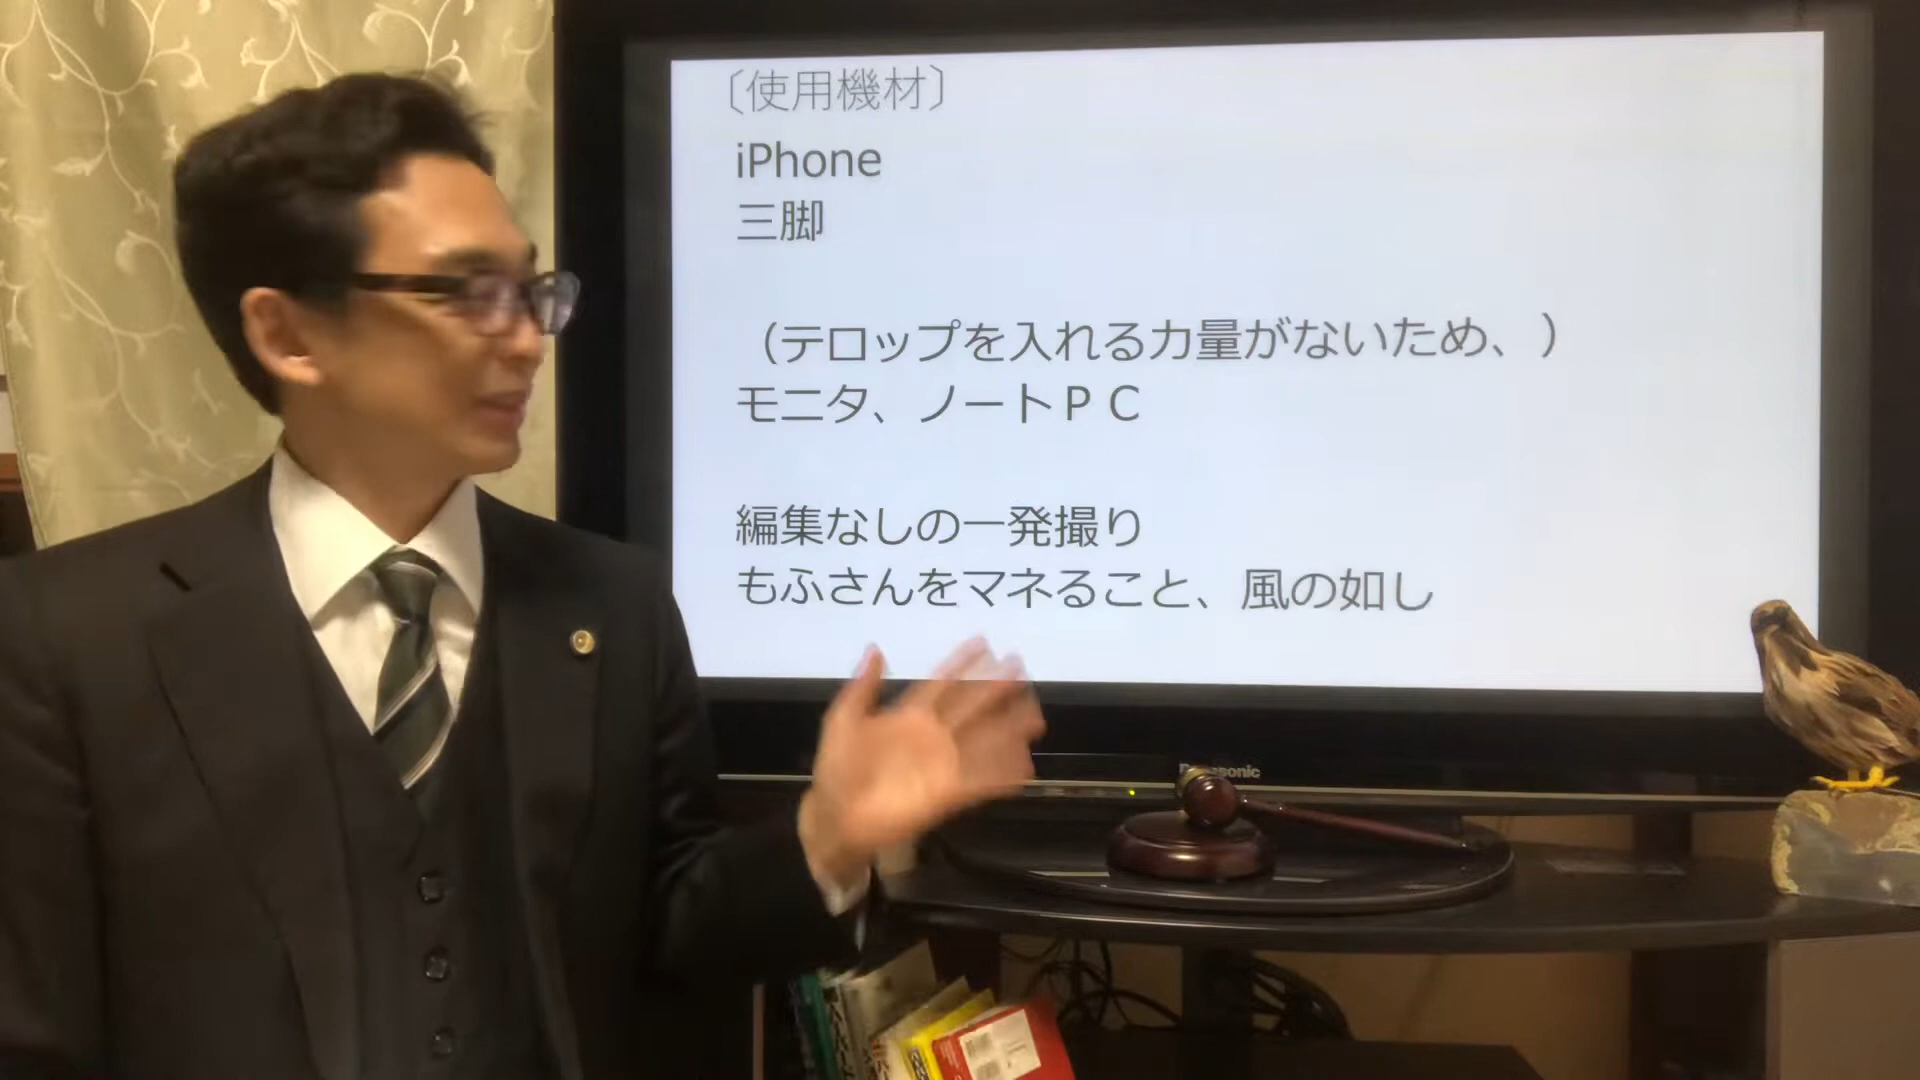 〔使用機材〕
iPhone
三脚
（テロップを入れる力量がないため、）
モニタ、ノートＰＣ
編集なしの一発撮り
もふさんをマネること、風の如し
Panasonic